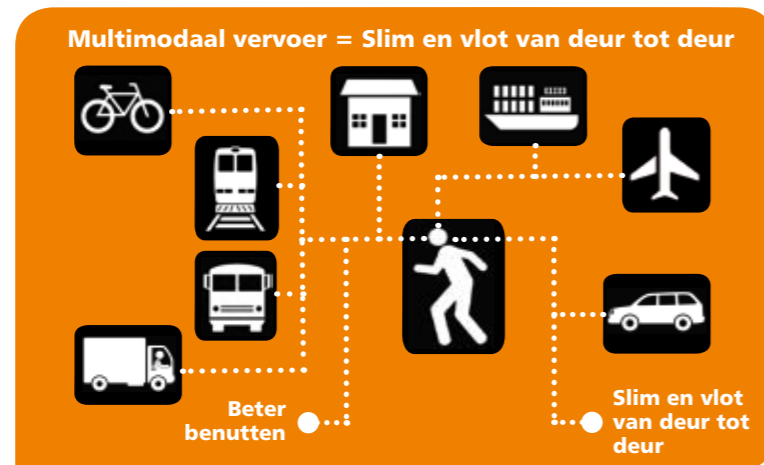 Multimodaal vervoer = Slim en vlot van deur tot deur
Beter
benutten
Slim en vlot
van deur tot
deur